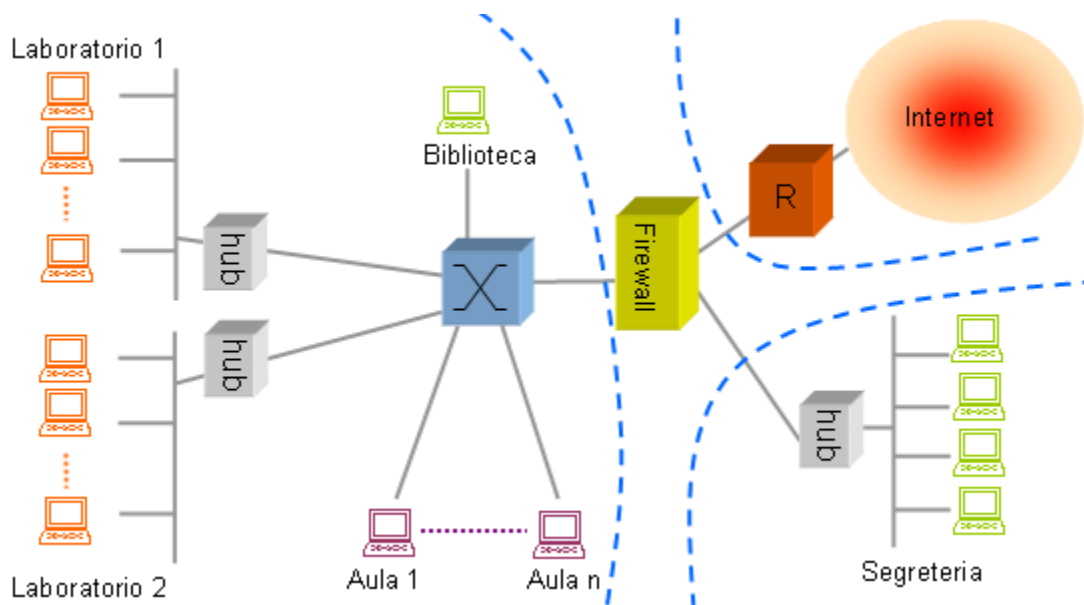 Laboratorio 1
Internet
Biblioteca
R
Firewall
hub
hub
hub
Aula 1
Aula n
Segreteria
Laboratorio 2